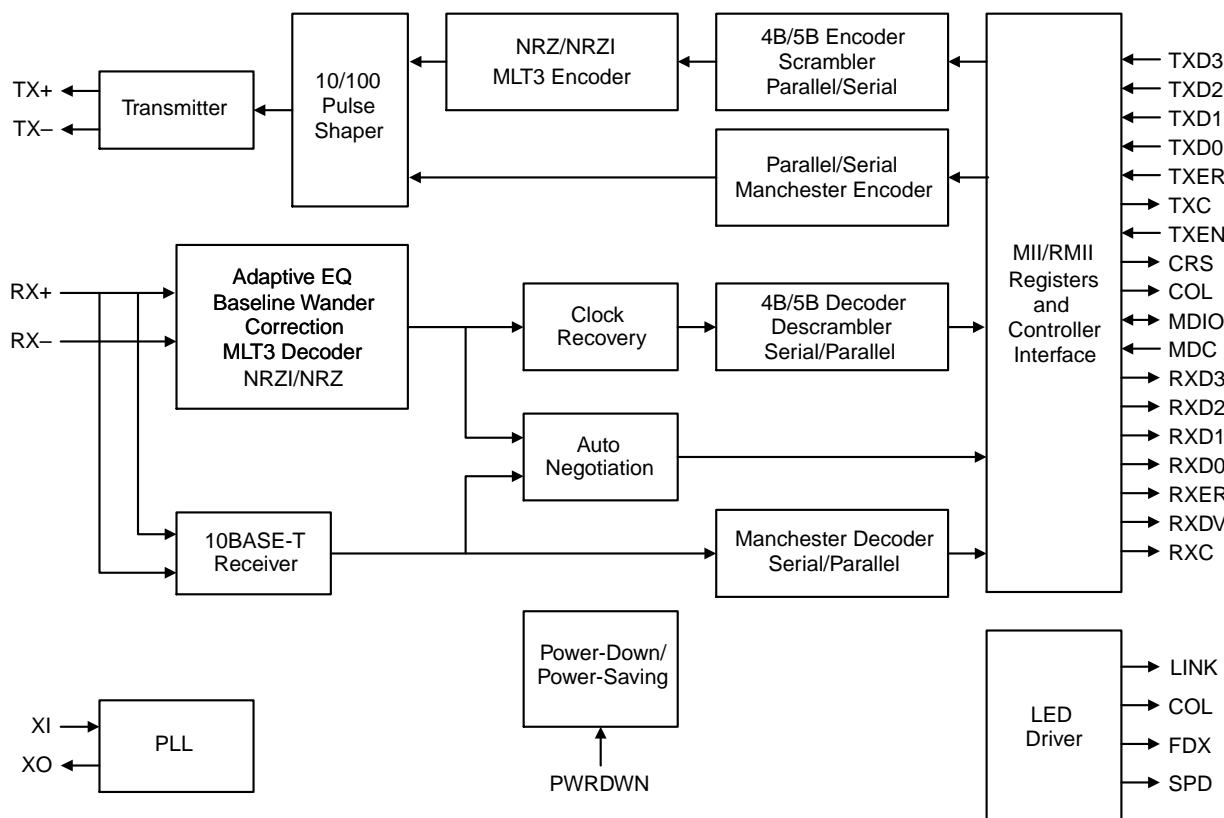 TX+
TX–
Transmitter
10/100
Pulse
Shaper
NRZ/NRZI
MLT3 Encoder
4B/5B Encoder
Scrambler
Parallel/Serial
Parallel/Serial
Manchester Encoder
RX+
RX–
Adaptive EQ
Baseline Wander
Correction
MLT3 Decoder
NRZI/NRZ
Clock
Recovery
4B/5B Decoder
Descrambler
Serial/Parallel
Auto
Negotiation
10BASE-T
Receiver
Manchester Decoder
Serial/Parallel
MII/RMII
Registers
and
Controller
Interface
TXD3
TXD2
TXD1
TXD0
TXER
TXC
TXEN
CRS
COL
MDIO
MDC
RXD3
RXD2
RXD1
RXD0
RXER
RXDV
RXC
Power-Down/
Power-Saving
PWRDWN
XI
XO
PLL
LED
Driver
LINK
COL
FDX
SPD